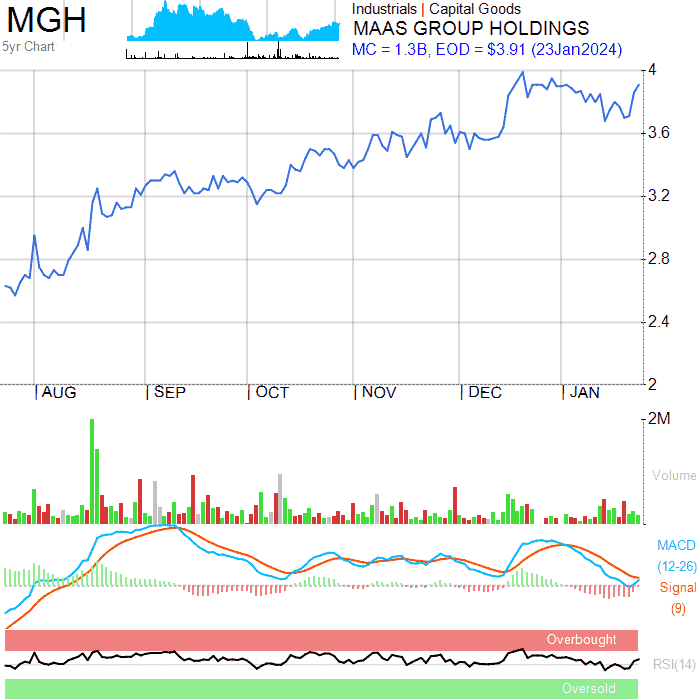 MGH
5yr Chart
Industrials | Capital Goods
MAAS GROUP HOLDINGS
MC = 1.3B, EOD = $3.91 (23Jan2024)
4
3.6
3.2
2.8
2.4
2
AUG SEP OCT NOV DEC JAN
2M
Volume
MACD
(12-26)
Signal
(9)
Overbought
RSI(14)
Oversold